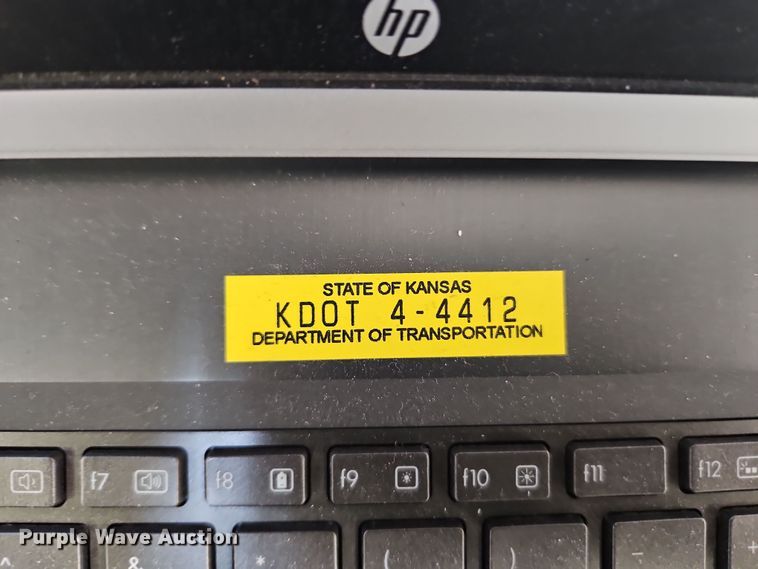 hp
STATE OF KANSAS
KDOT 4-4412
DEPARTMENT OF TRANSPORTATION
f7 f8 f9 f10 f11 f12
^ & * ( ) - +
Purple Wave Auction